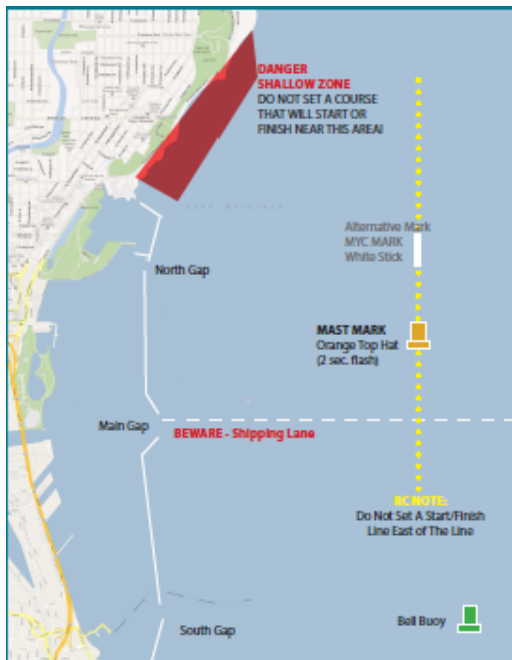 DANGER
SHALLOW ZONE
DO NOT SET A COURSE
THAT WILL START OR
FINISH NEAR THIS AREA!
LAKE MICHIGAN
Alternative Mark
MYC MARK
White Stick
North Gap
MAST MARK
Orange Top Hat
(2 sec. flash)
Main Gap
BEWARE - Shipping Lane
RC NOTE:
Do Not Set A Start/Finish
Line East of The Line
Bell Buoy
South Gap